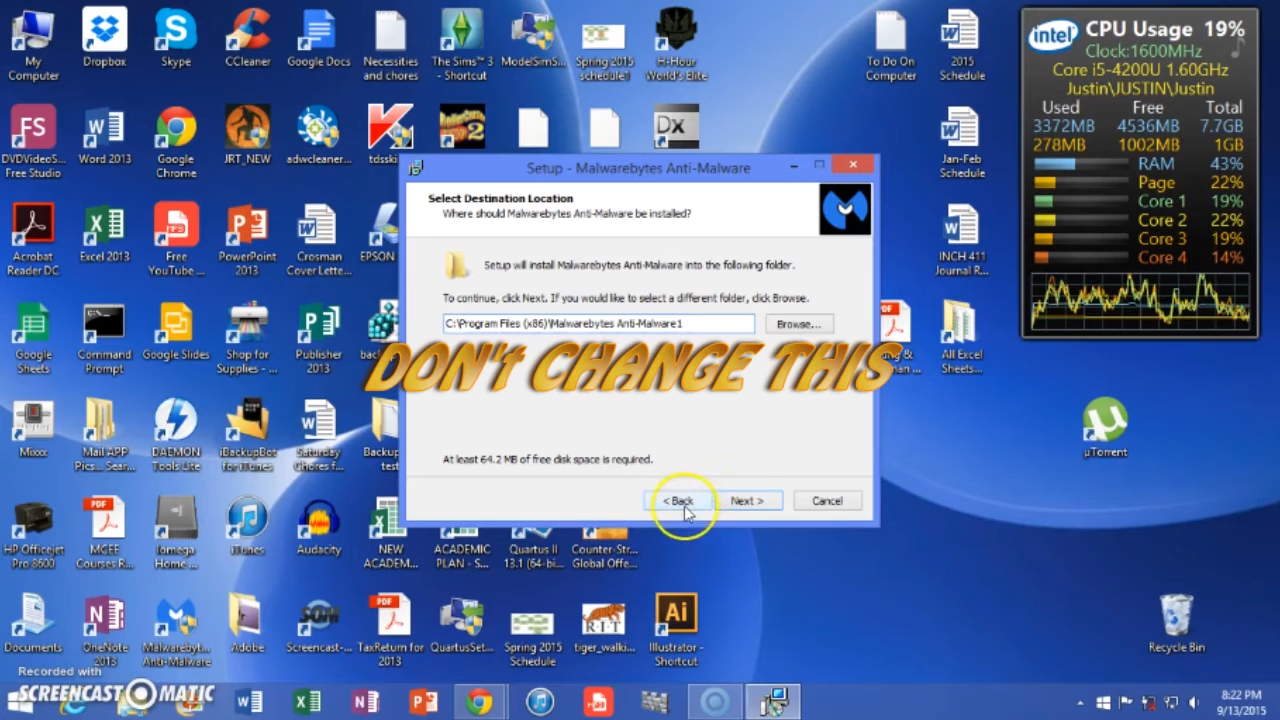 My Computer
Dropbox
Skype
CCleaner
Google Docs
Necessities and chores
The Sims™ 3 - Shortcut
ModelSimS...
Spring 2015 schedule1
H-Hour World's Elite
To Do On Computer
2015 Schedule
intel
CPU Usage 19%
Clock:1600MHz
Core i5-4200U 1.60GHz
Justin\JUSTIN\Justin
Used Free Total
3372MB 4536MB 7.7GB
278MB 1002MB 1GB
RAM 43%
Page 22%
Core 1 19%
Core 2 22%
Core 3 19%
Core 4 14%
DVDVideoS... Free Studio
Word 2013
Google Chrome
JRT_NEW
adwcleaner...
tdsski
Dx
Jan-Feb Schedule
Setup - Malwarebytes Anti-Malware
Select Destination Location
Where should Malwarebytes Anti-Malware be installed?
Setup will install Malwarebytes Anti-Malware into the following folder.
To continue, click Next. If you would like to select a different folder, click Browse.
C:\Program Files (x86)\Malwarebytes Anti-Malware1
Browse...
DON't CHANGE THIS
At least 64.2 MB of free disk space is required.
< Back
Next >
Cancel
Acrobat Reader DC
Excel 2013
Free YouTube ...
PowerPoint 2013
Crosman Cover Lette...
EPSON
INCH 411 Journal R...
Google Sheets
Command Prompt
Google Slides
Shop for Supplies - ...
Publisher 2013
All Excel Sheets...
Mixxx
Mail APP Pics... Sear...
DAEMON Tools Lite
iBackupBot for iTunes
Saturday Chores f...
Backup test
µTorrent
HP Officejet Pro 8600
MCEE Courses R...
Iomega Home ...
iTunes
Audacity
NEW ACADEM...
ACADEMIC PLAN - S...
Quartus II 13.1 (64-bi...
Counter-Str... Global Offe...
Documents
OneNote 2013
Malwarebyt... Anti-Malware
Adobe
Screencast-...
TaxReturn for 2013
QuartusSet...
Spring 2015 Schedule
tiger_walki...
Illustrator - Shortcut
Recycle Bin
Recorded with
SCREENCAST-O-MATIC
8:22 PM
9/13/2015